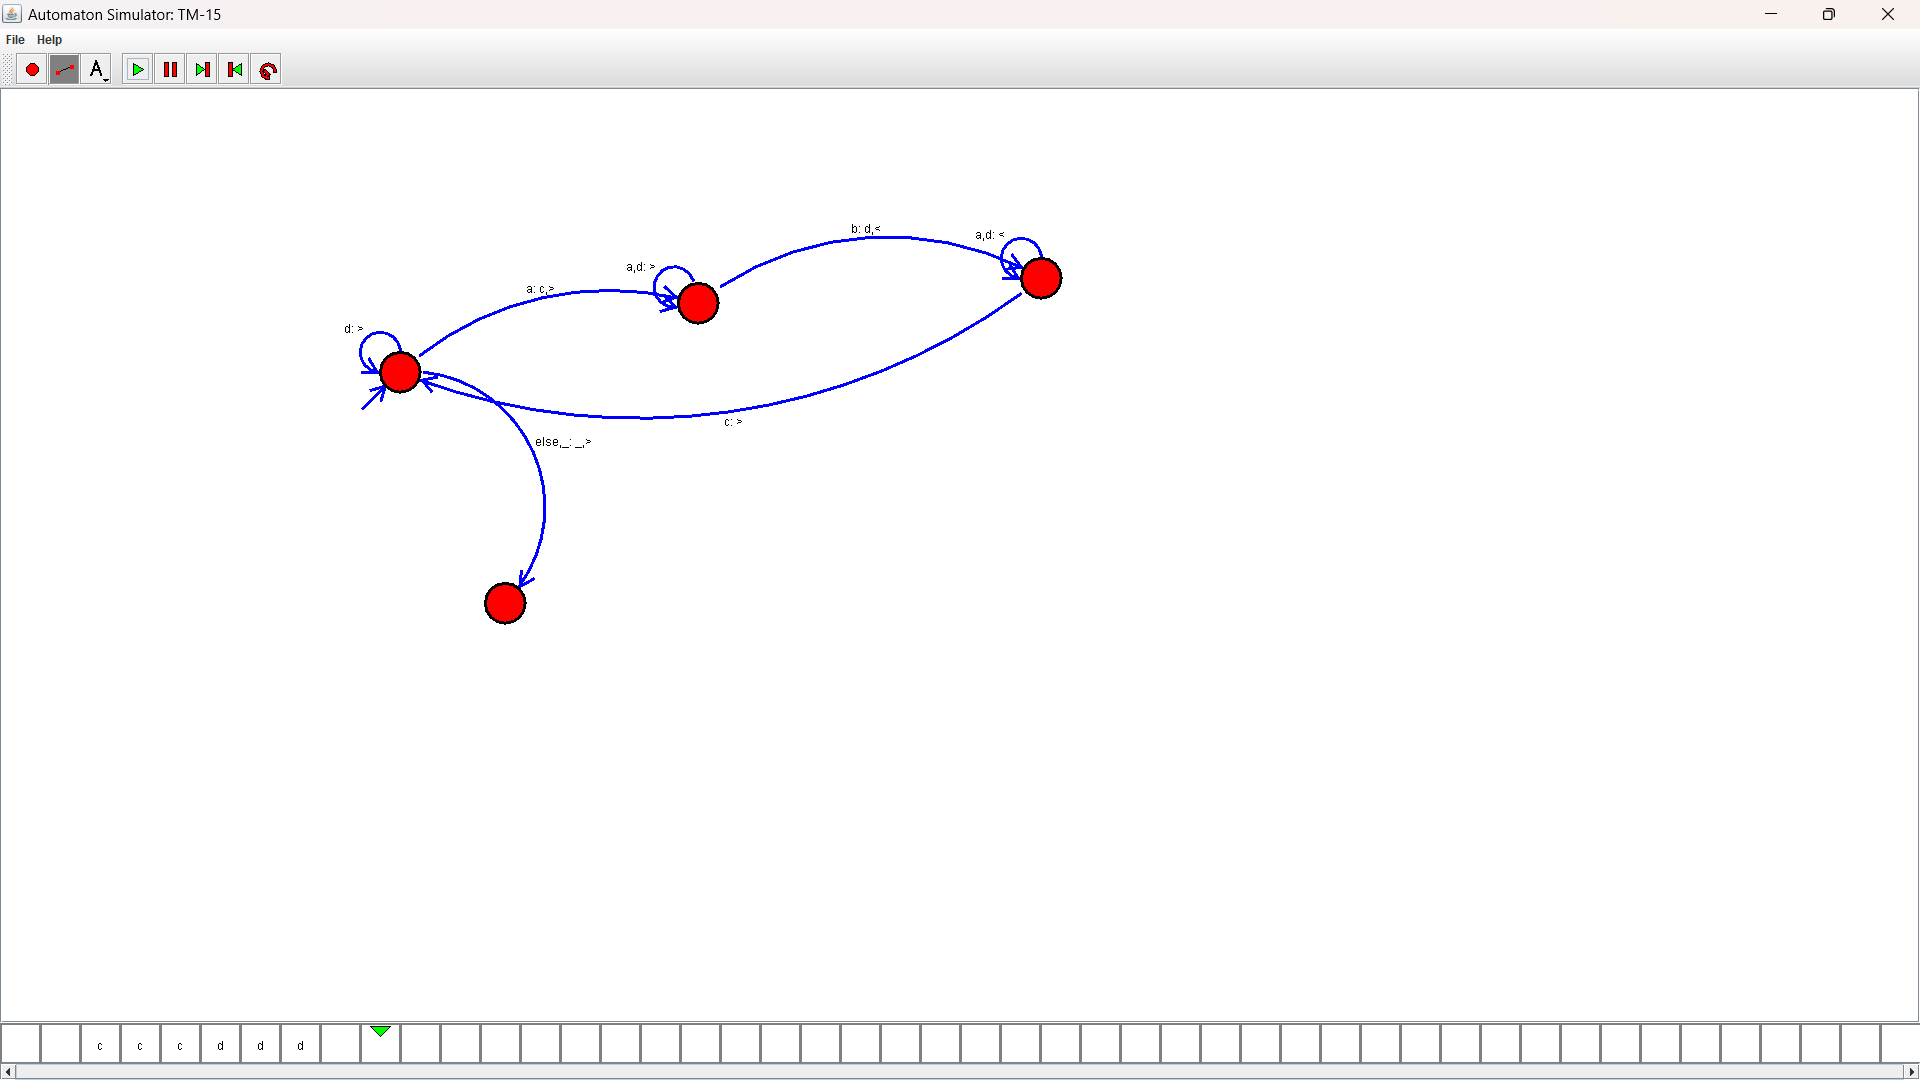 Automaton Simulator: TM-15
File Help
A
b: d,<
a,d: <
a,d: >
a: c,>
d: >
c: >
else,_: _,>
c c c d d d